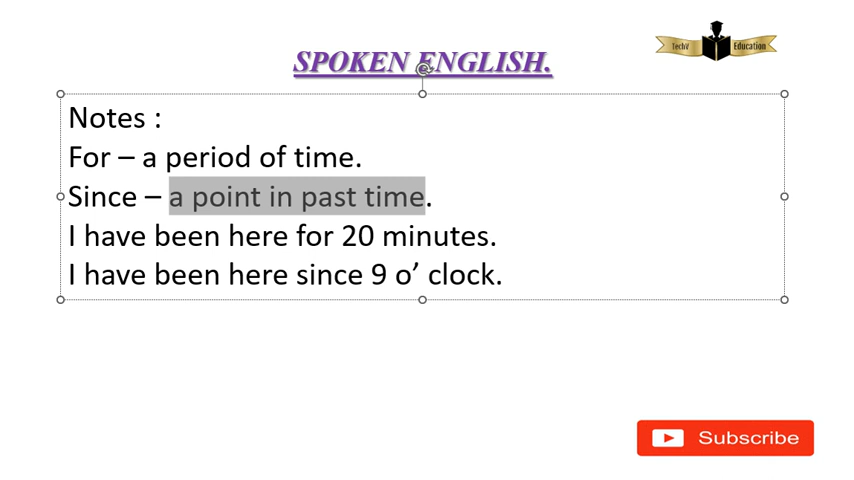 SPOKEN ENGLISH.
TechV Education
Notes :
For – a period of time.
Since – a point in past time.
I have been here for 20 minutes.
I have been here since 9 o’ clock.
Subscribe